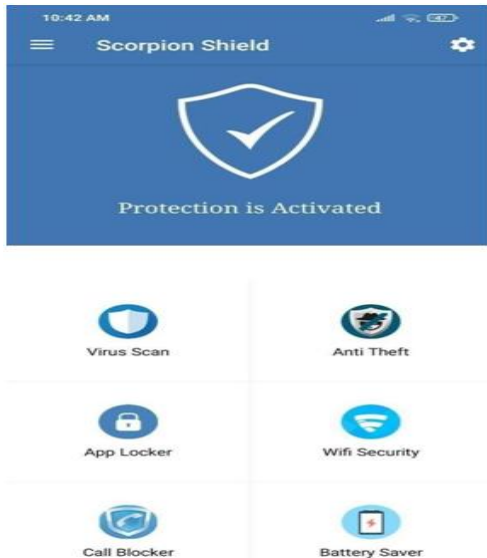 10:42 AM
Scorpion Shield
Protection is Activated
Virus Scan Anti Theft
App Locker Wifi Security
Call Blocker Battery Saver